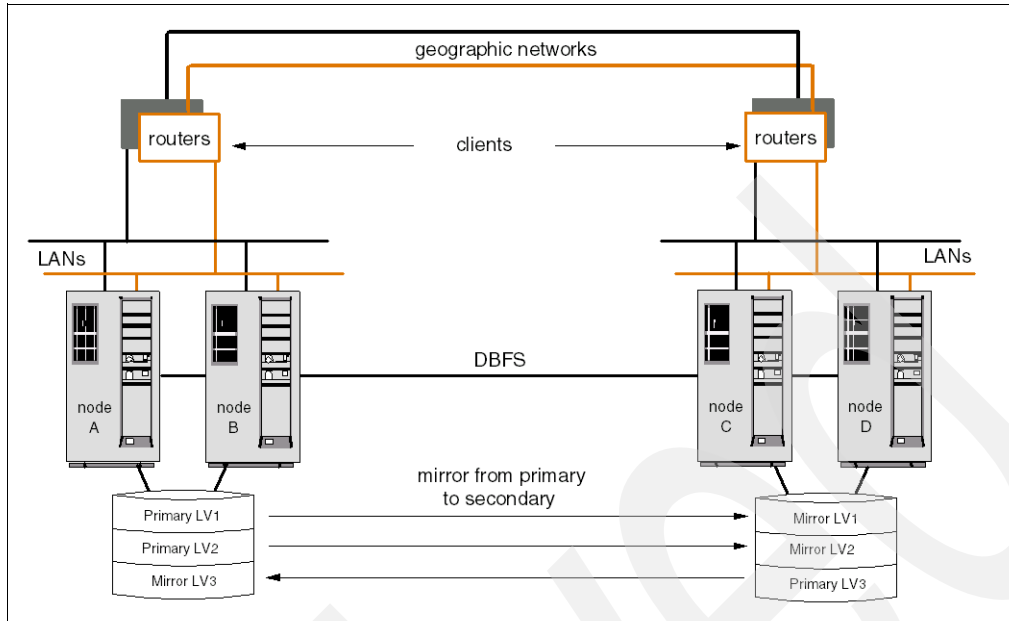 geographic networks
routers
clients
routers
LANs
LANs
DBFS
node
A
node
B
node
C
node
D
mirror from primary
to secondary
Primary LV1
Primary LV2
Mirror LV3
Mirror LV1
Mirror LV2
Primary LV3